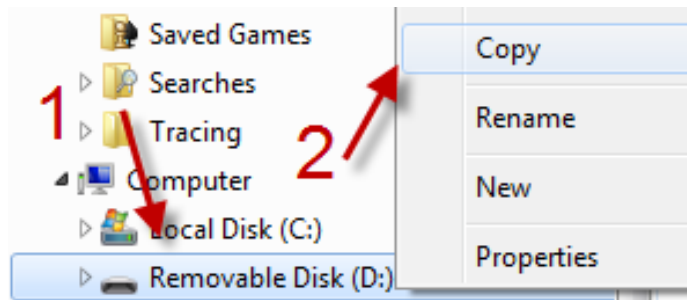 Saved Games
Searches
1
Tracing
Computer
Local Disk (C:)
Removable Disk (D:)
2
Copy
Rename
New
Properties